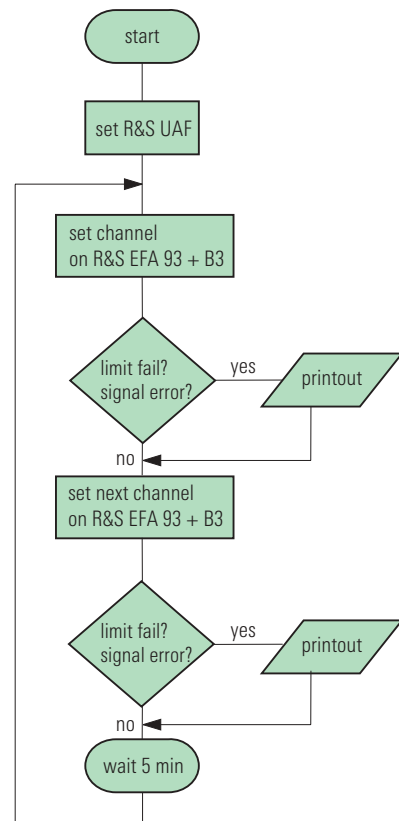 start
set R&S UAF
set channel
on R&S EFA 93 + B3
limit fail?
signal error?
yes
printout
no
set next channel
on R&S EFA 93 + B3
limit fail?
signal error?
yes
printout
no
wait 5 min